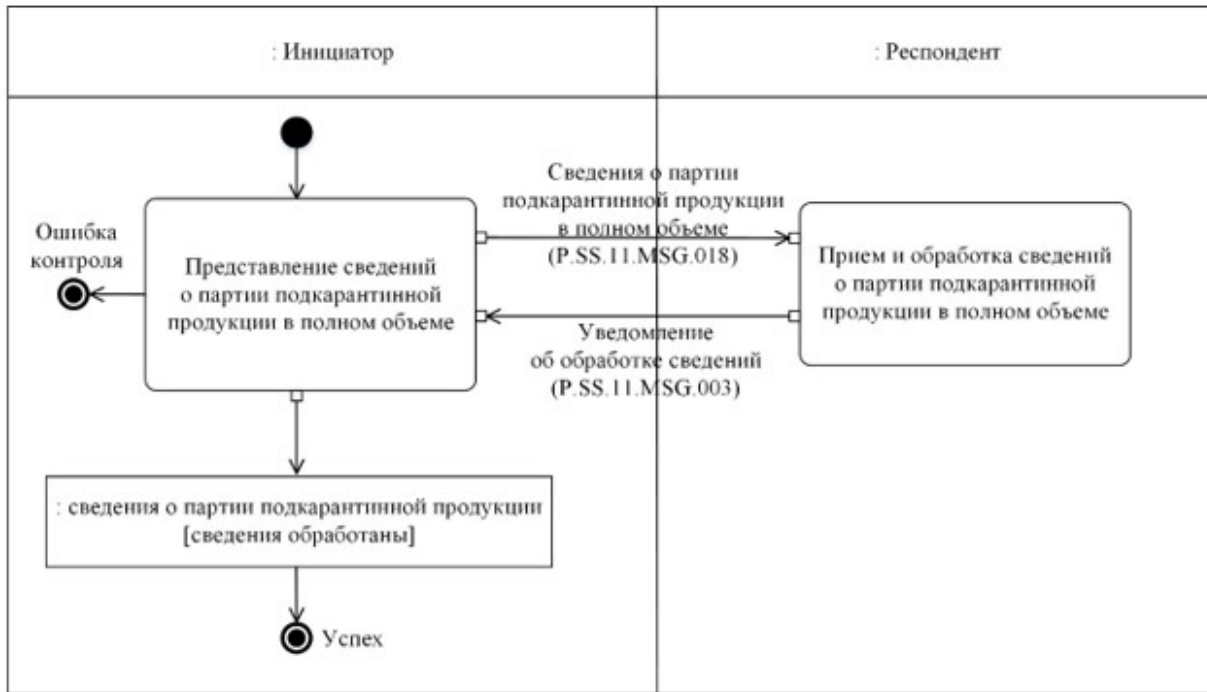 : Инициатор
: Респондент
Сведения о партии
подкарантинной продукции
в полном объеме
(P.SS.11.MSG.018)
Ошибка
контроля
Представление сведений
о партии подкарантинной
продукции в полном объеме
Прием и обработка сведений
о партии подкарантинной
продукции в полном объеме
Уведомление
об обработке сведений
(P.SS.11.MSG.003)
: сведения о партии подкарантинной продукции
[сведения обработаны]
Успех